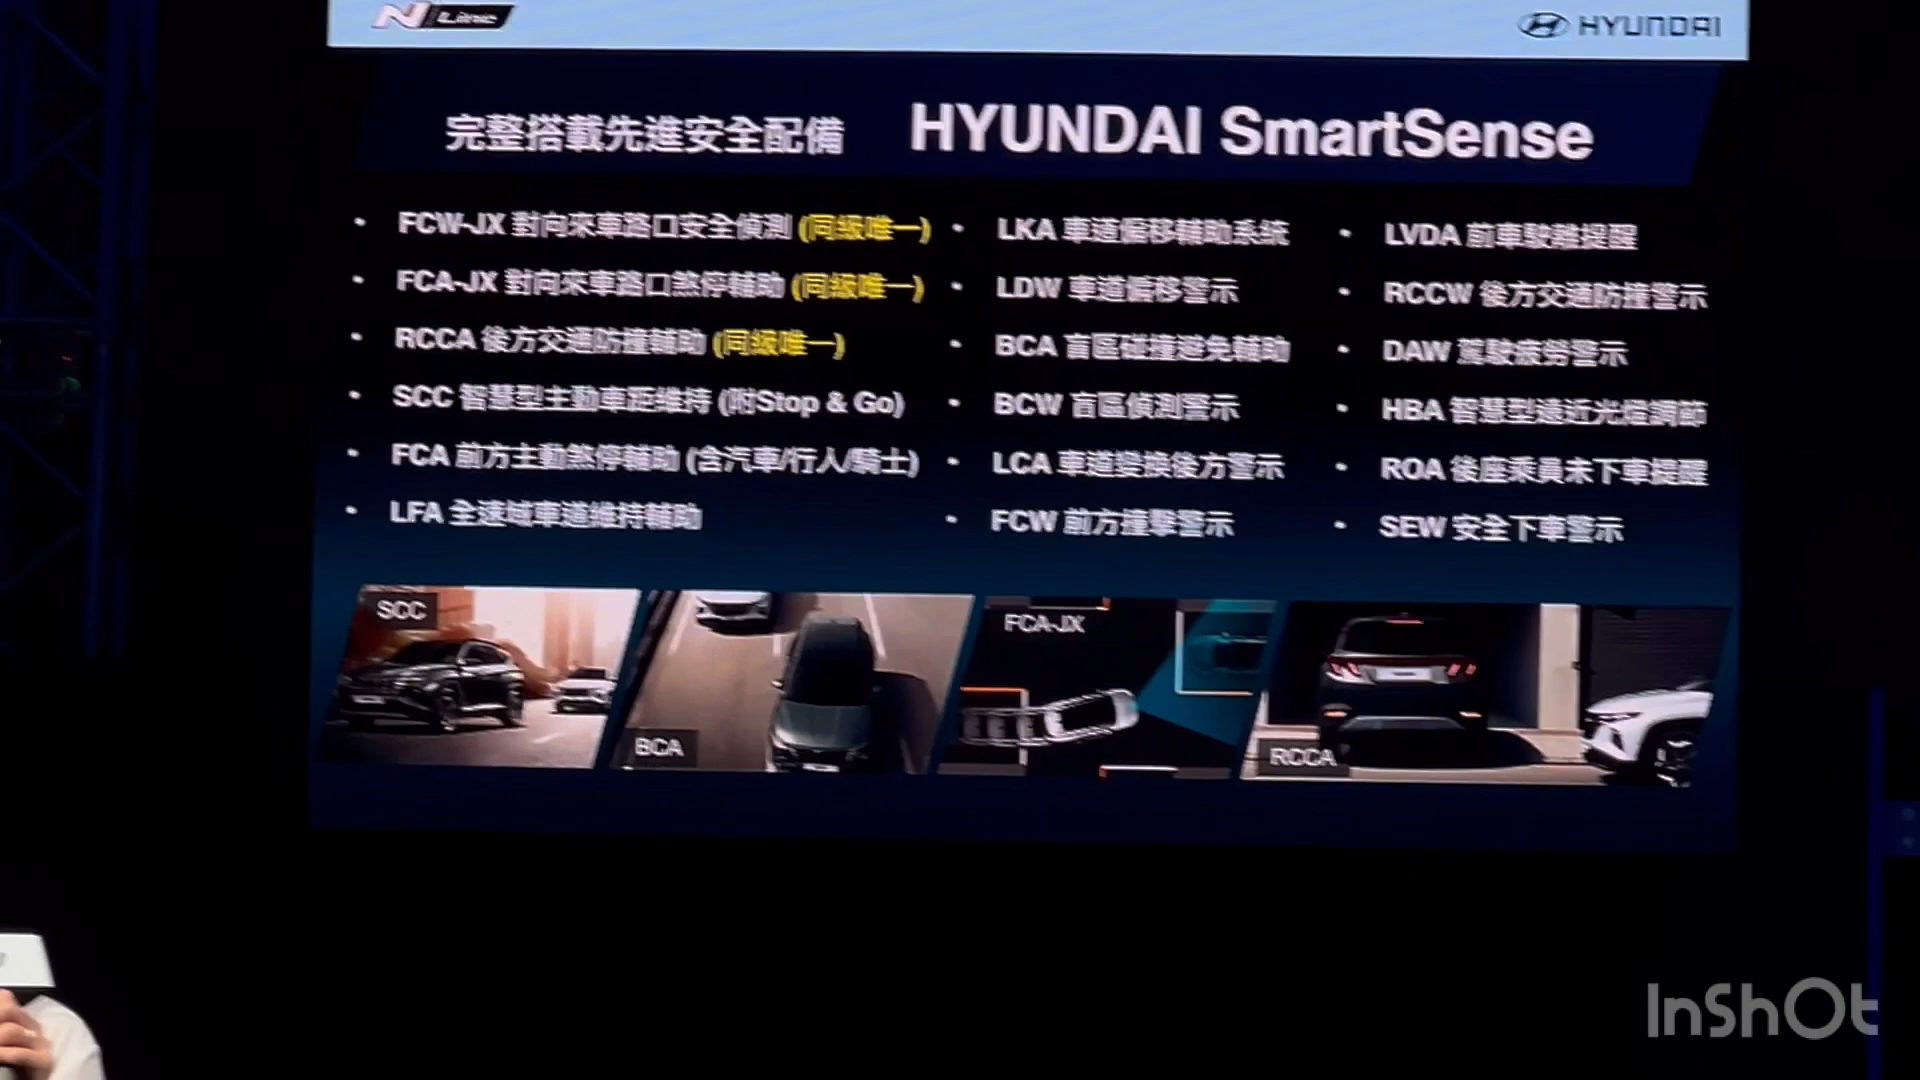 N Line
HYUNDAI
完整搭載先進安全配備 HYUNDAI SmartSense
• FCW-JX 對向來車路口安全偵測 (同級唯一)
• FCA-JX 對向來車路口煞停輔助 (同級唯一)
• RCCA 後方交通防撞輔助 (同級唯一)
• SCC 智慧型主動車距維持 (附Stop & Go)
• FCA 前方主動煞停輔助 (含汽車/行人/騎士)
• LFA 全速域車道維持輔助
• LKA 車道偏移輔助系統
• LDW 車道偏移警示
• BCA 盲區碰撞避免輔助
• BCW 盲區偵測警示
• LCA 車道變換後方警示
• FCW 前方撞擊警示
• LVDA 前車駛離提醒
• RCCW 後方交通防撞警示
• DAW 駕駛疲勞警示
• HBA 智慧型遠近光燈調節
• ROA 後座乘員未下車提醒
• SEW 安全下車警示
SCC
BCA
FCA-JX
RCCA
InShOt